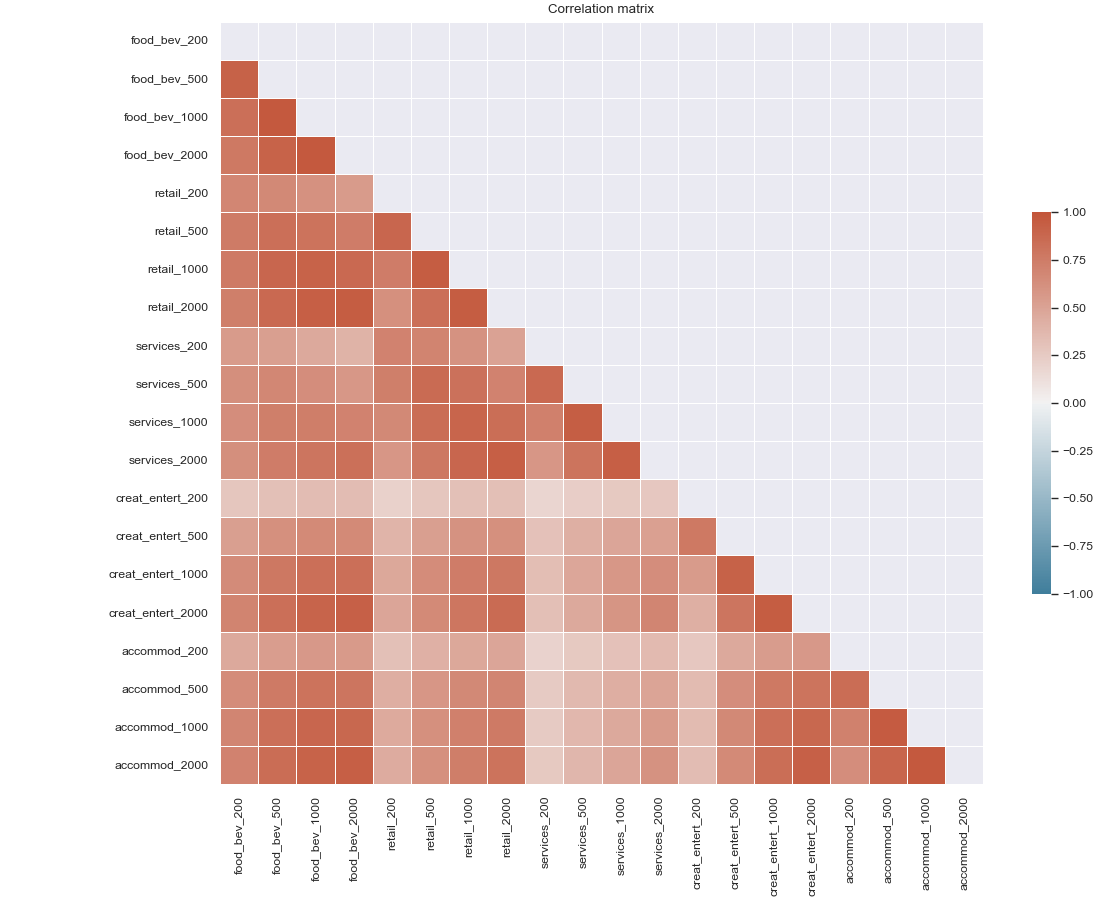 Correlation matrix
food_bev_200
food_bev_500
food_bev_1000
food_bev_2000
retail_200
retail_500
retail_1000
retail_2000
services_200
services_500
services_1000
services_2000
creat_entert_200
creat_entert_500
creat_entert_1000
creat_entert_2000
accommod_200
accommod_500
accommod_1000
accommod_2000
food_bev_200
food_bev_500
food_bev_1000
food_bev_2000
retail_200
retail_500
retail_1000
retail_2000
services_200
services_500
services_1000
services_2000
creat_entert_200
creat_entert_500
creat_entert_1000
creat_entert_2000
accommod_200
accommod_500
accommod_1000
accommod_2000
1.00
0.75
0.50
0.25
0.00
−0.25
−0.50
−0.75
−1.00